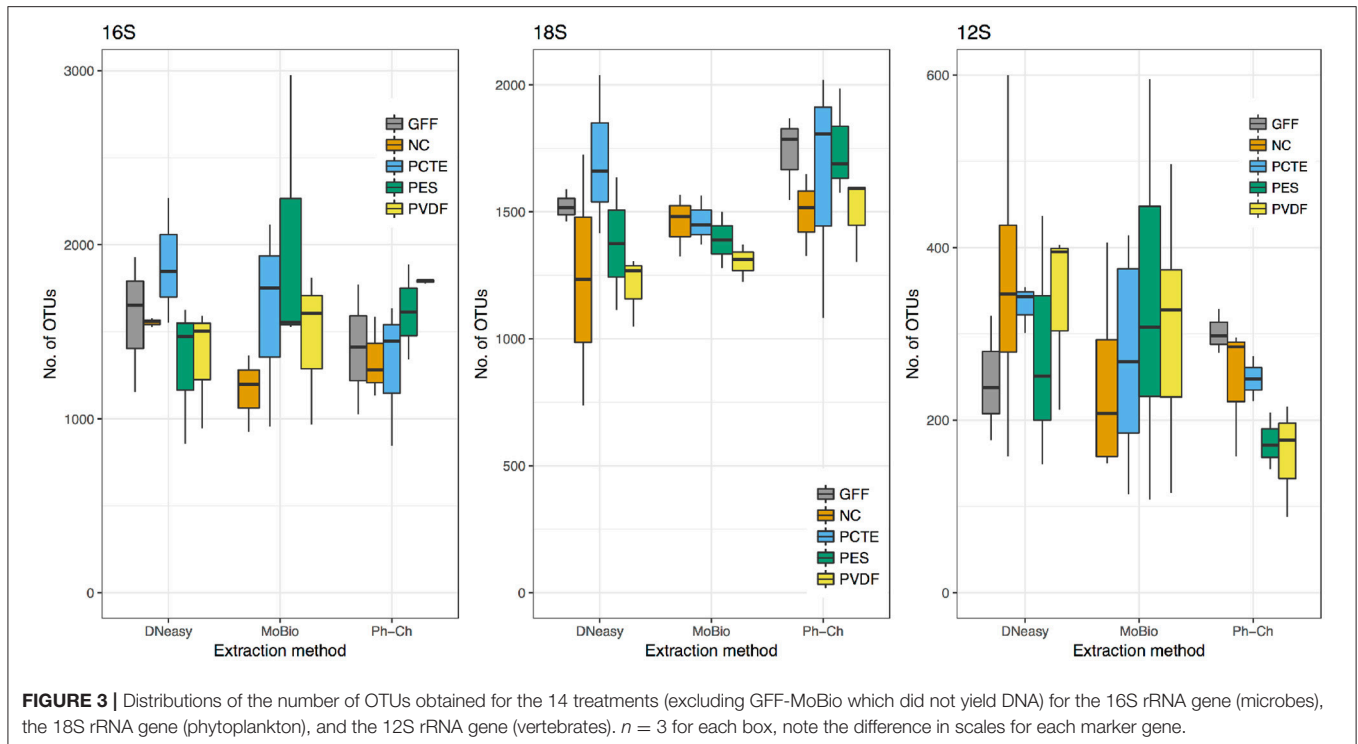 16S
No. of OTUs
3000
2000
1000
0
GFF
NC
PCTE
PES
PVDF
DNeasy
MoBio
Ph-Ch
Extraction method
18S
No. of OTUs
2000
1500
1000
500
0
GFF
NC
PCTE
PES
PVDF
DNeasy
MoBio
Ph-Ch
Extraction method
12S
No. of OTUs
600
400
200
0
GFF
NC
PCTE
PES
PVDF
DNeasy
MoBio
Ph-Ch
Extraction method
FIGURE 3 | Distributions of the number of OTUs obtained for the 14 treatments (excluding GFF-MoBio which did not yield DNA) for the 16S rRNA gene (microbes),
the 18S rRNA gene (phytoplankton), and the 12S rRNA gene (vertebrates). n = 3 for each box, note the difference in scales for each marker gene.